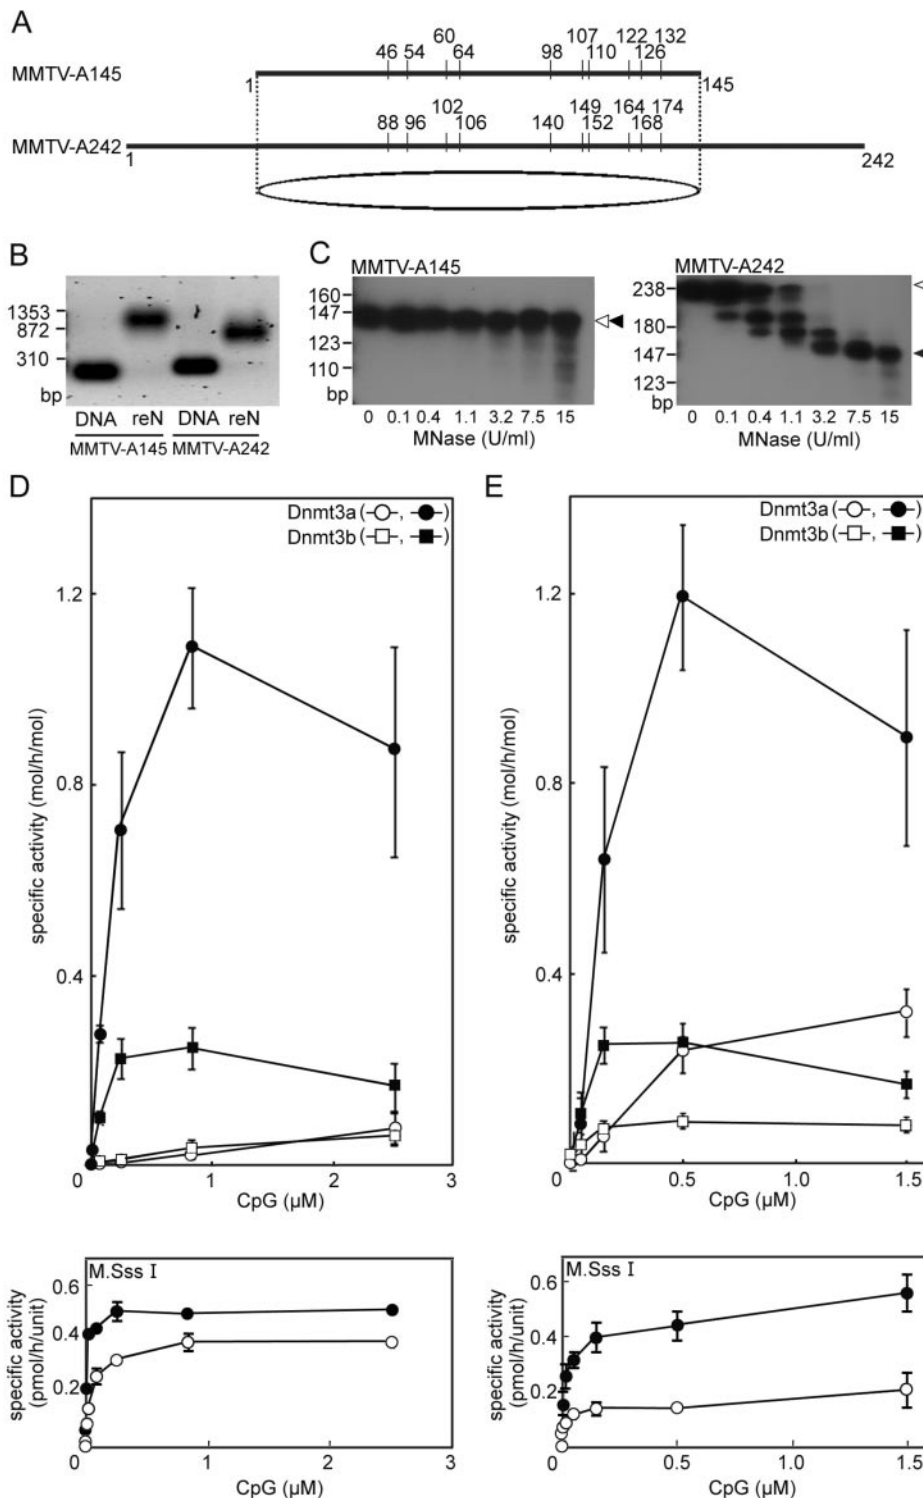 A
60 107 122 132
46 54 64 98 110 126
MMTV-A145
1 145
102 149 164 174
88 96 106 140 152 168
MMTV-A242
1 242
B
1353
872
310
bp
DNA reN DNA reN
MMTV-A145 MMTV-A242
C
MMTV-A145
160
147
123
110
bp
0 0.1 0.4 1.1 3.2 7.5 15
MNase (U/ml)
MMTV-A242
238
180
147
123
bp
0 0.1 0.4 1.1 3.2 7.5 15
MNase (U/ml)
D
Dnmt3a ( , )
Dnmt3b ( , )
1.2
0.8
0.4
0 1 2 3
specific activity (mol/h/mol)
CpG (μM)
E
Dnmt3a ( , )
Dnmt3b ( , )
1.2
0.8
0.4
0 0.5 1.0 1.5
specific activity (mol/h/mol)
CpG (μM)
M.Sss I
0.6
0.4
0.2
0 1 2 3
specific activity
(pmol/h/unit)
CpG (μM)
M.Sss I
0.6
0.4
0.2
0 0.5 1.0 1.5
specific activity
(pmol/h/unit)
CpG (μM)